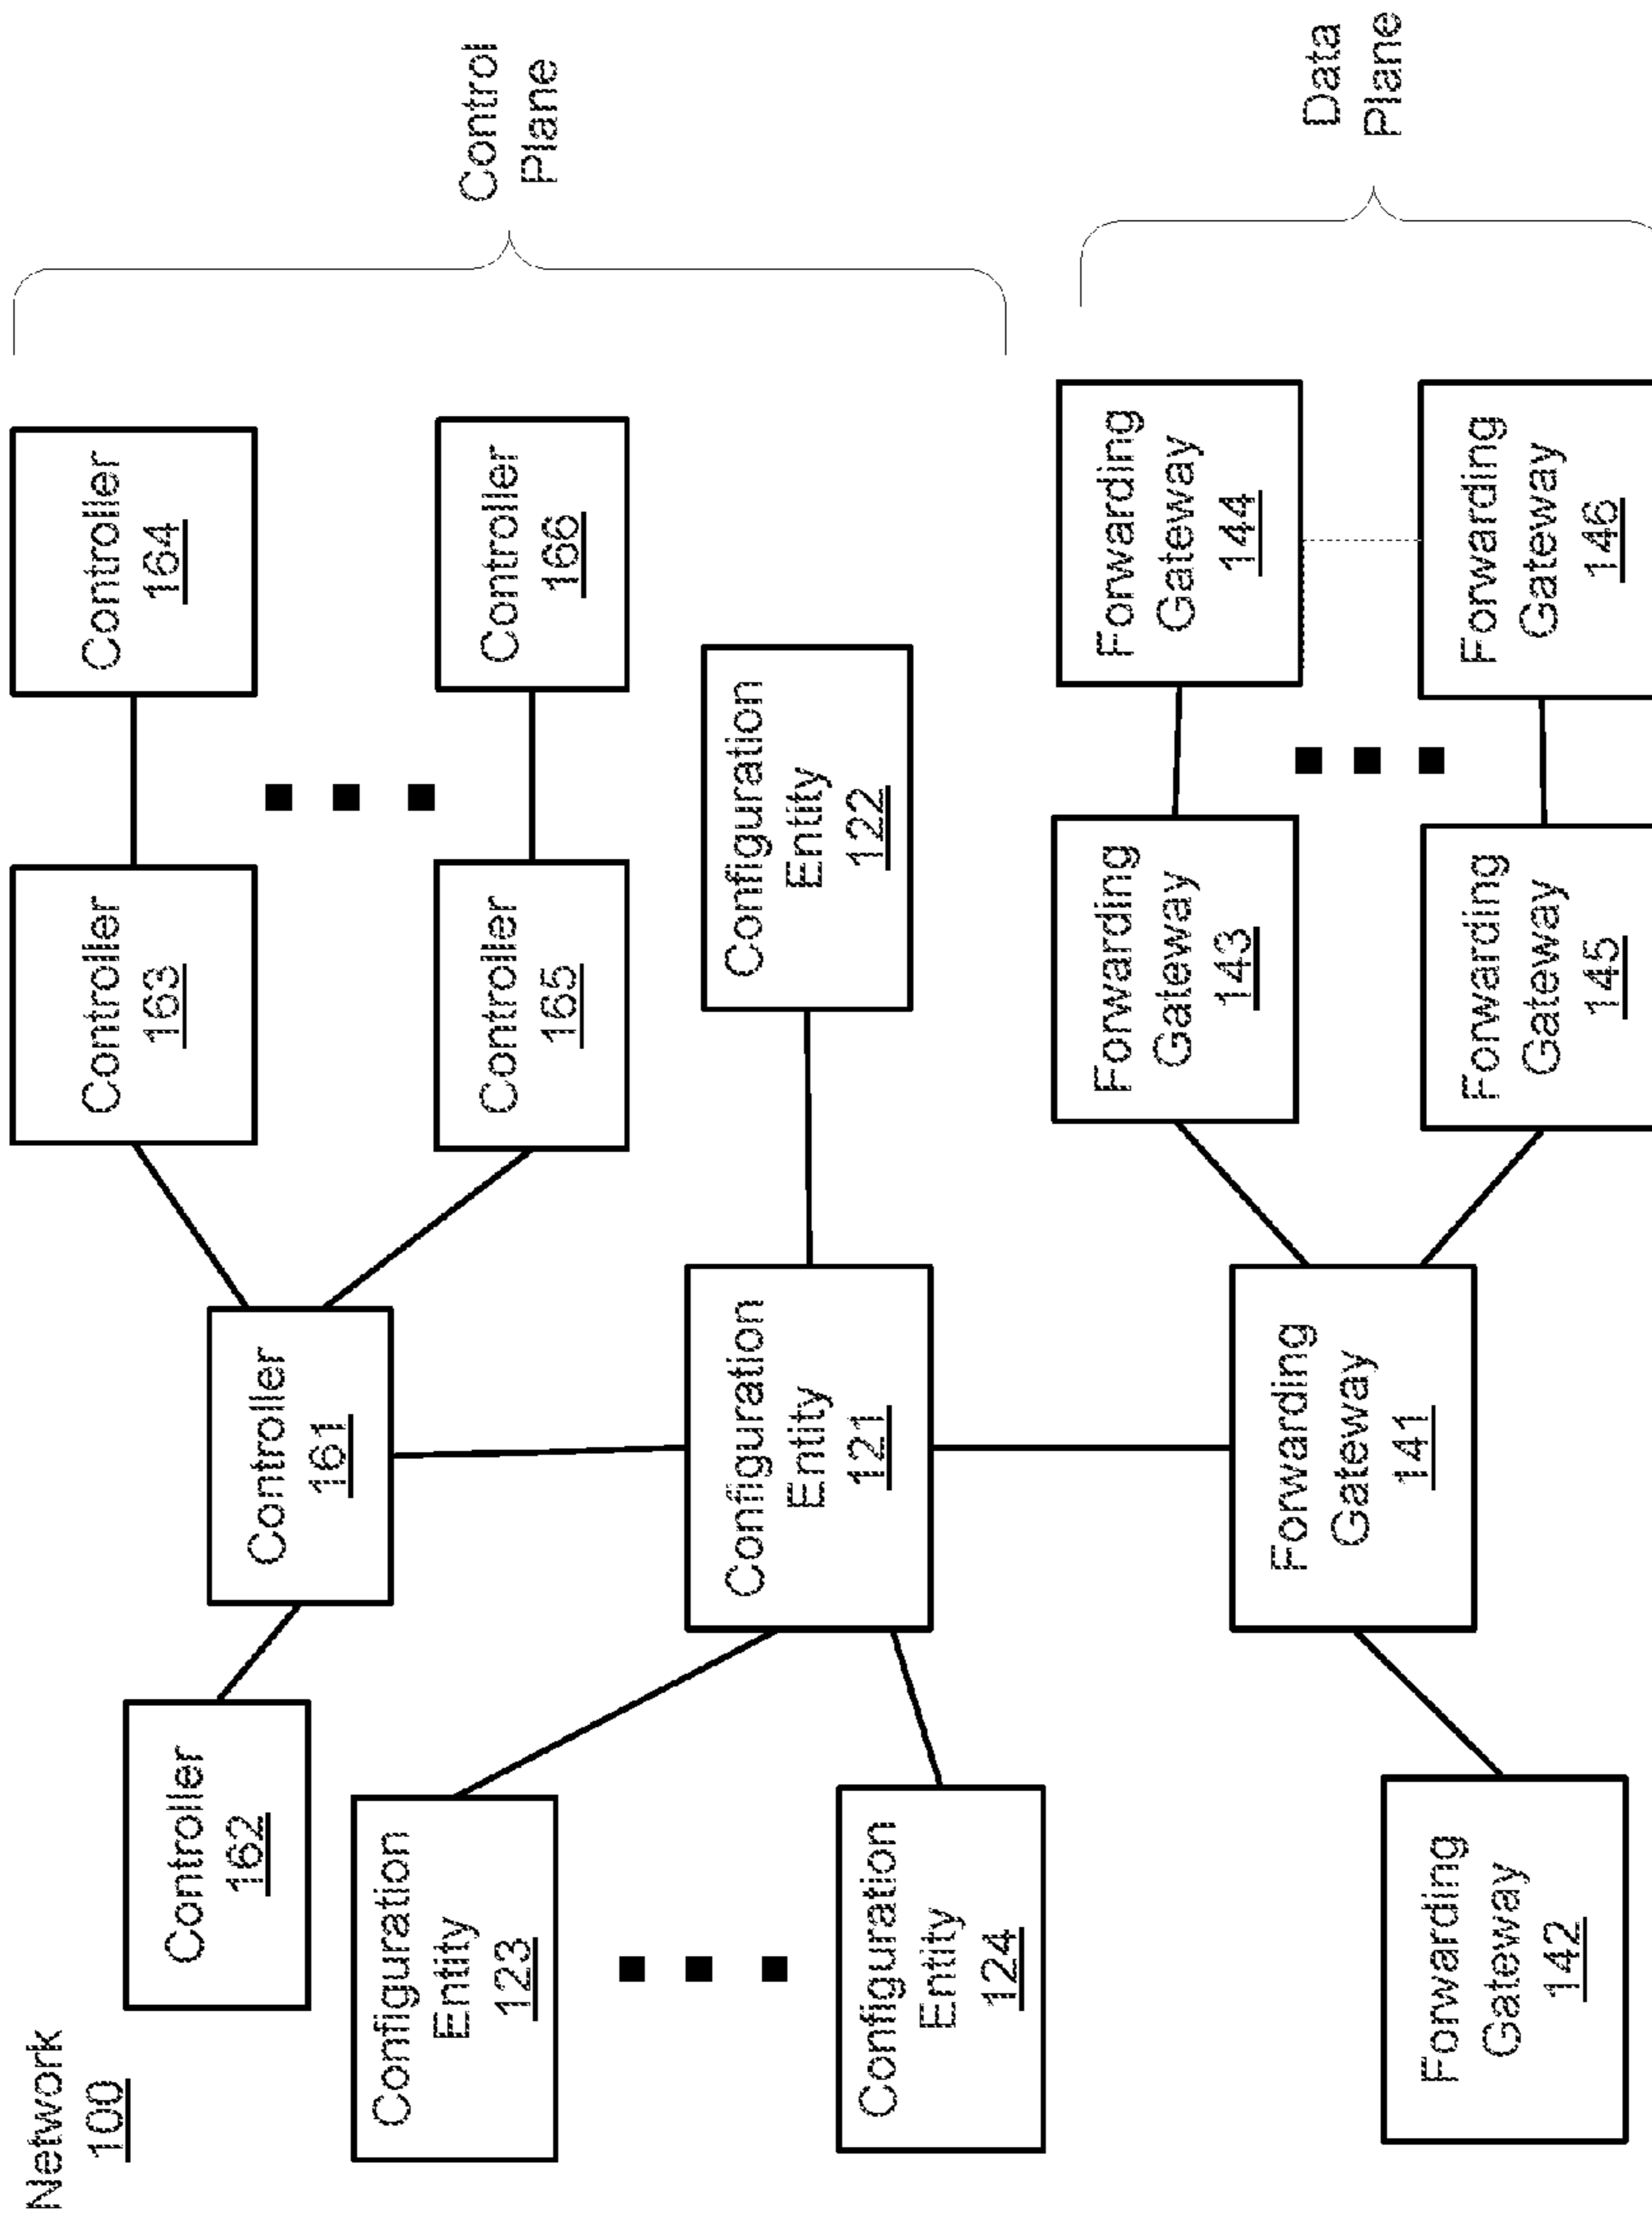 Network
100
Controller
162
Controller
161
Controller
163
Controller
164
Controller
165
Controller
166
Control
Plane
Configuration
Entity
123
Configuration
Entity
124
Configuration
Entity
121
Configuration
Entity
122
Forwarding
Gateway
142
Forwarding
Gateway
141
Forwarding
Gateway
143
Forwarding
Gateway
144
Forwarding
Gateway
145
Forwarding
Gateway
146
Data
Plane